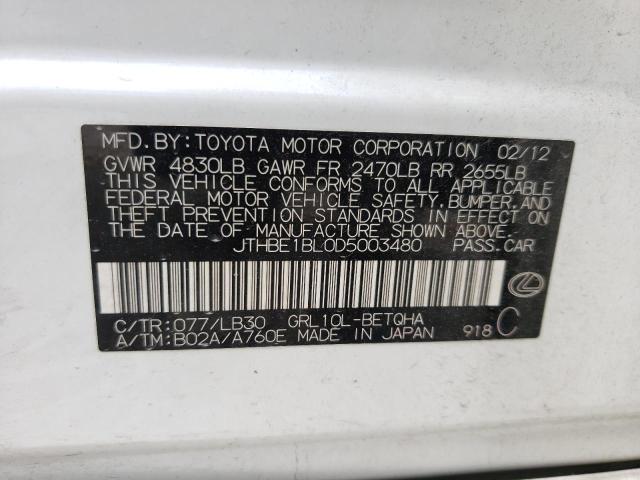 MFD.BY:TOYOTA MOTOR CORPORATION 02/12
GVWR 4830LB GAWR FR 2470LB RR 2655LB
THIS VEHICLE CONFORMS TO ALL APPLICABLE
FEDERAL MOTOR VEHICLE SAFETY,BUMPER,AND
THEFT PREVENTION STANDARDS IN EFFECT ON
THE DATE OF MANUFACTURE SHOWN ABOVE.
JTHBE1BL0D5003480 PASS.CAR
C/TR:077/LB30 GRL10L-BETQHA
A/TM:B02A/A760E MADE IN JAPAN 918 C